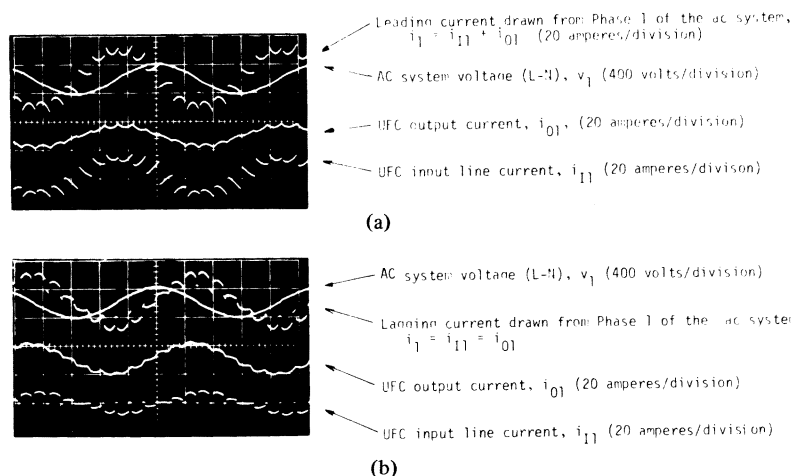 Leading current drawn from Phase 1 of the ac system,
i1 = iI1 + iO1 (20 amperes/division)
AC system voltage (L-N), v1 (400 volts/division)
UFC output current, iO1, (20 amperes/division)
UFC input line current, iI1 (20 amperes/divison)
(a)
AC system voltage (L-N), v1 (400 volts/division)
Lagging current drawn from Phase 1 of the ac system
i1 = iI1 = iO1
UFC output current, iO1 (20 amperes/division)
UFC input line current, iI1 (20 amperes/division)
(b)